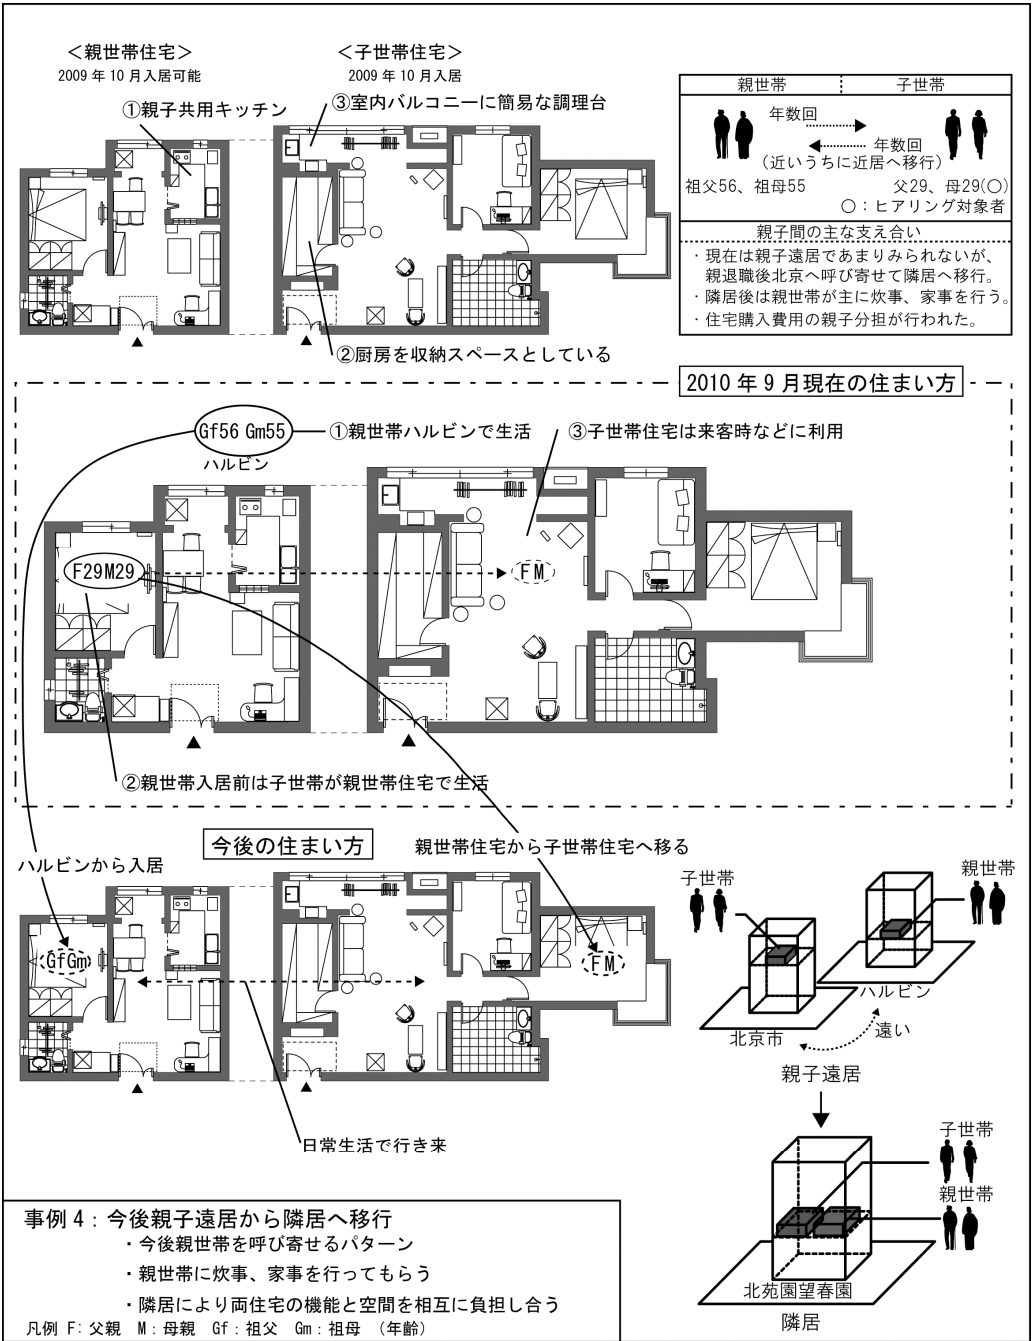 ＜親世帯住宅＞
2009 年 10 月入居可能
①親子共用キッチン
＜子世帯住宅＞
2009 年 10 月入居
③室内バルコニーに簡易な調理台
②厨房を収納スペースとしている
親世帯　子世帯
年数回
年数回
(近いうちに近居へ移行)
祖父56、祖母55　父29、母29(○)
○：ヒアリング対象者
親子間の主な支え合い
・現在は親子遠居であまりみられないが、
親退職後北京へ呼び寄せて隣居へ移行。
・隣居後は親世帯が主に炊事、家事を行う。
・住宅購入費用の親子分担が行われた。
2010 年 9 月現在の住まい方
Gf56 Gm55
ハルビン
①親世帯ハルビンで生活
③子世帯住宅は来客時などに利用
F29M29
FM
②親世帯入居前は子世帯が親世帯住宅で生活
今後の住まい方
ハルビンから入居
親世帯住宅から子世帯住宅へ移る
GfGm
FM
日常生活で行き来
子世帯
親世帯
ハルビン
北京市
遠い
親子遠居
子世帯
親世帯
北苑園望春園
隣居
事例 4：今後親子遠居から隣居へ移行
・今後親世帯を呼び寄せるパターン
・親世帯に炊事、家事を行ってもらう
・隣居により両住宅の機能と空間を相互に負担し合う
凡例 F: 父親　M：母親　Gf：祖父　Gm：祖母　（年齢）